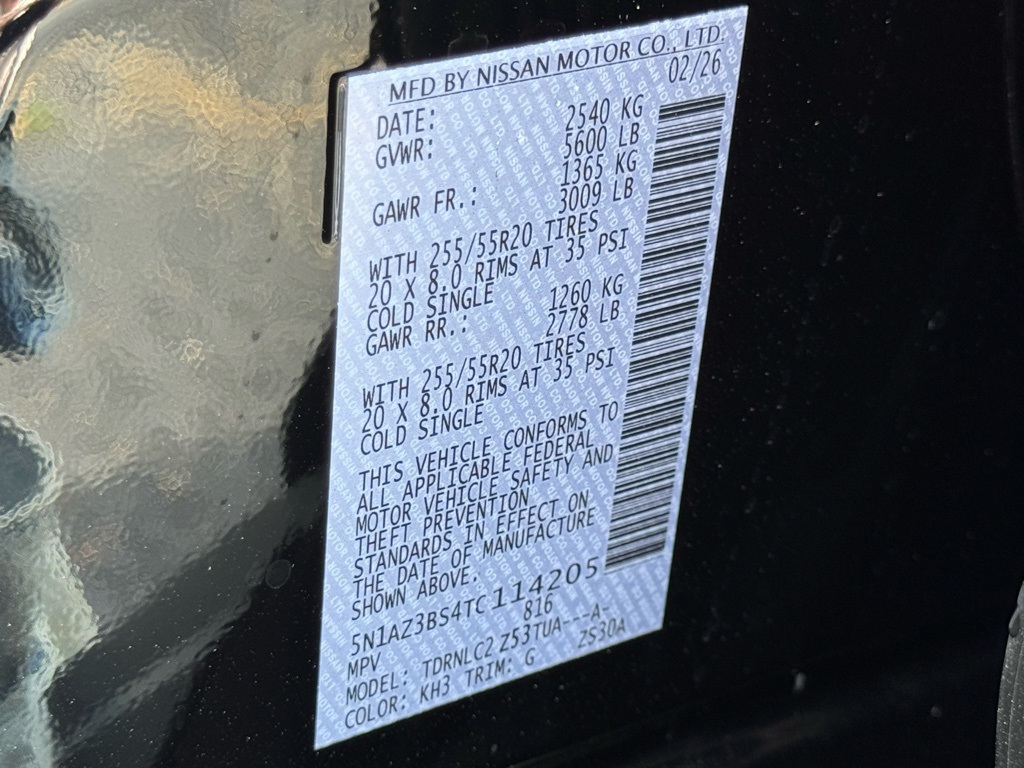 MFD BY NISSAN MOTOR CO., LTD.
DATE: 02/26
GVWR: 2540 KG
5600 LB
GAWR FR.: 1365 KG
3009 LB
WITH 255/55R20 TIRES
20 X 8.0 RIMS AT 35 PSI
COLD SINGLE
GAWR RR.: 1260 KG
2778 LB
WITH 255/55R20 TIRES
20 X 8.0 RIMS AT 35 PSI
COLD SINGLE
THIS VEHICLE CONFORMS TO
ALL APPLICABLE FEDERAL
MOTOR VEHICLE SAFETY AND
THEFT PREVENTION
STANDARDS IN EFFECT ON
THE DATE OF MANUFACTURE
SHOWN ABOVE.
5N1AZ3BS4TC114205
MPV 816
MODEL: TDRNLC2 Z53TUA---A-
COLOR: KH3 TRIM: G ZS30A